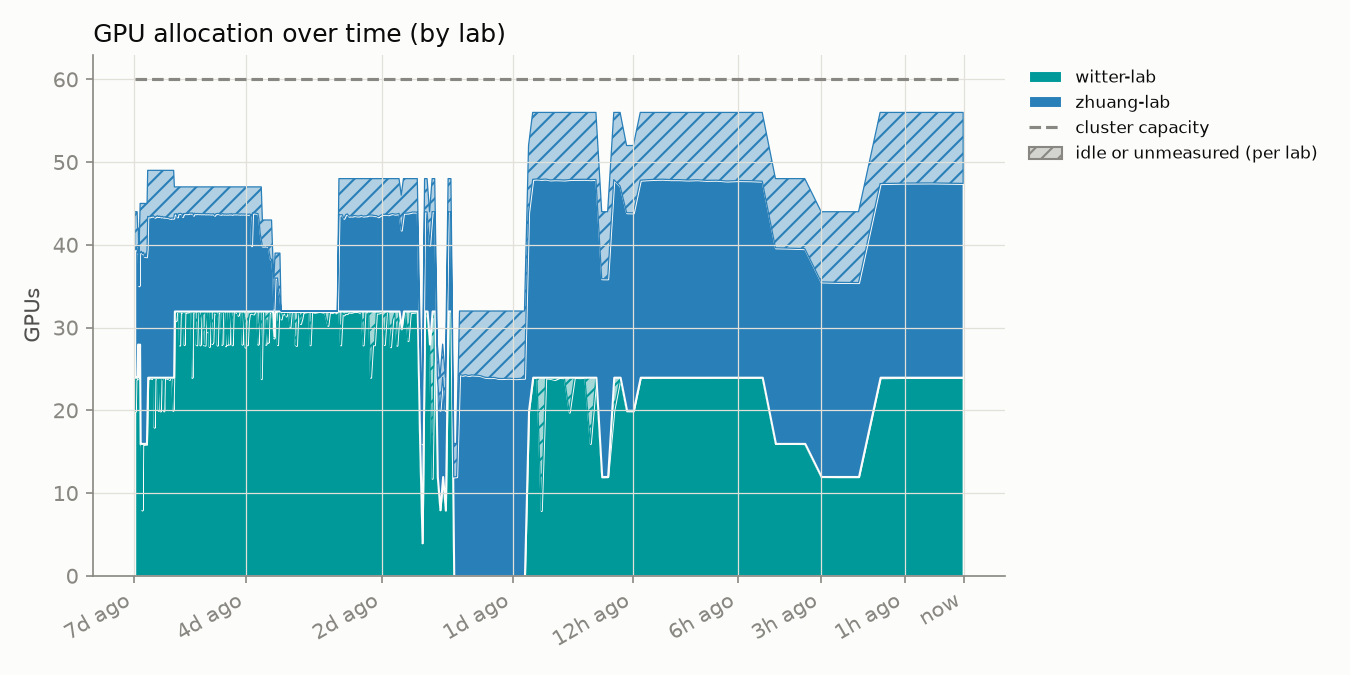 GPU allocation over time (by lab)
GPUs
60
50
40
30
20
10
0
7d ago
4d ago
2d ago
1d ago
12h ago
6h ago
3h ago
1h ago
now
witter-lab
zhuang-lab
cluster capacity
idle or unmeasured (per lab)